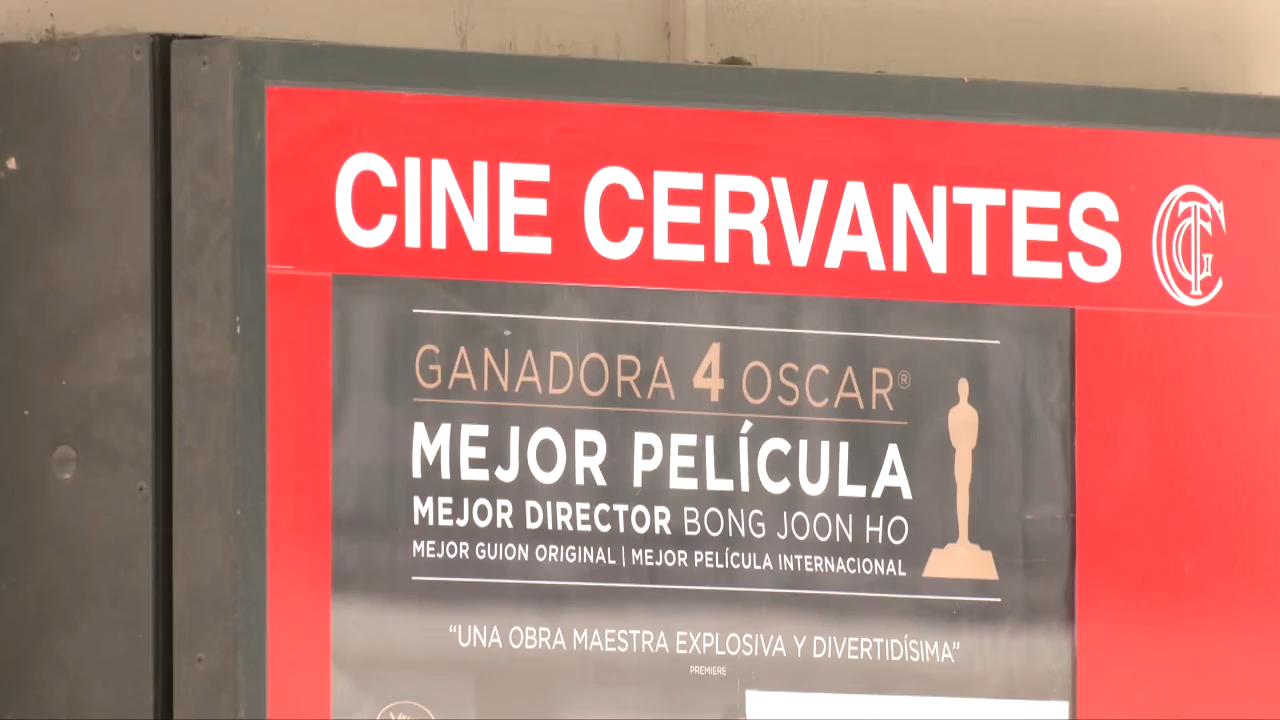 CINE CERVANTES
GANADORA 4 OSCAR®
MEJOR PELÍCULA
MEJOR DIRECTOR BONG JOON HO
MEJOR GUION ORIGINAL | MEJOR PELÍCULA INTERNACIONAL
“UNA OBRA MAESTRA EXPLOSIVA Y DIVERTIDÍSIMA”
PREMIERE